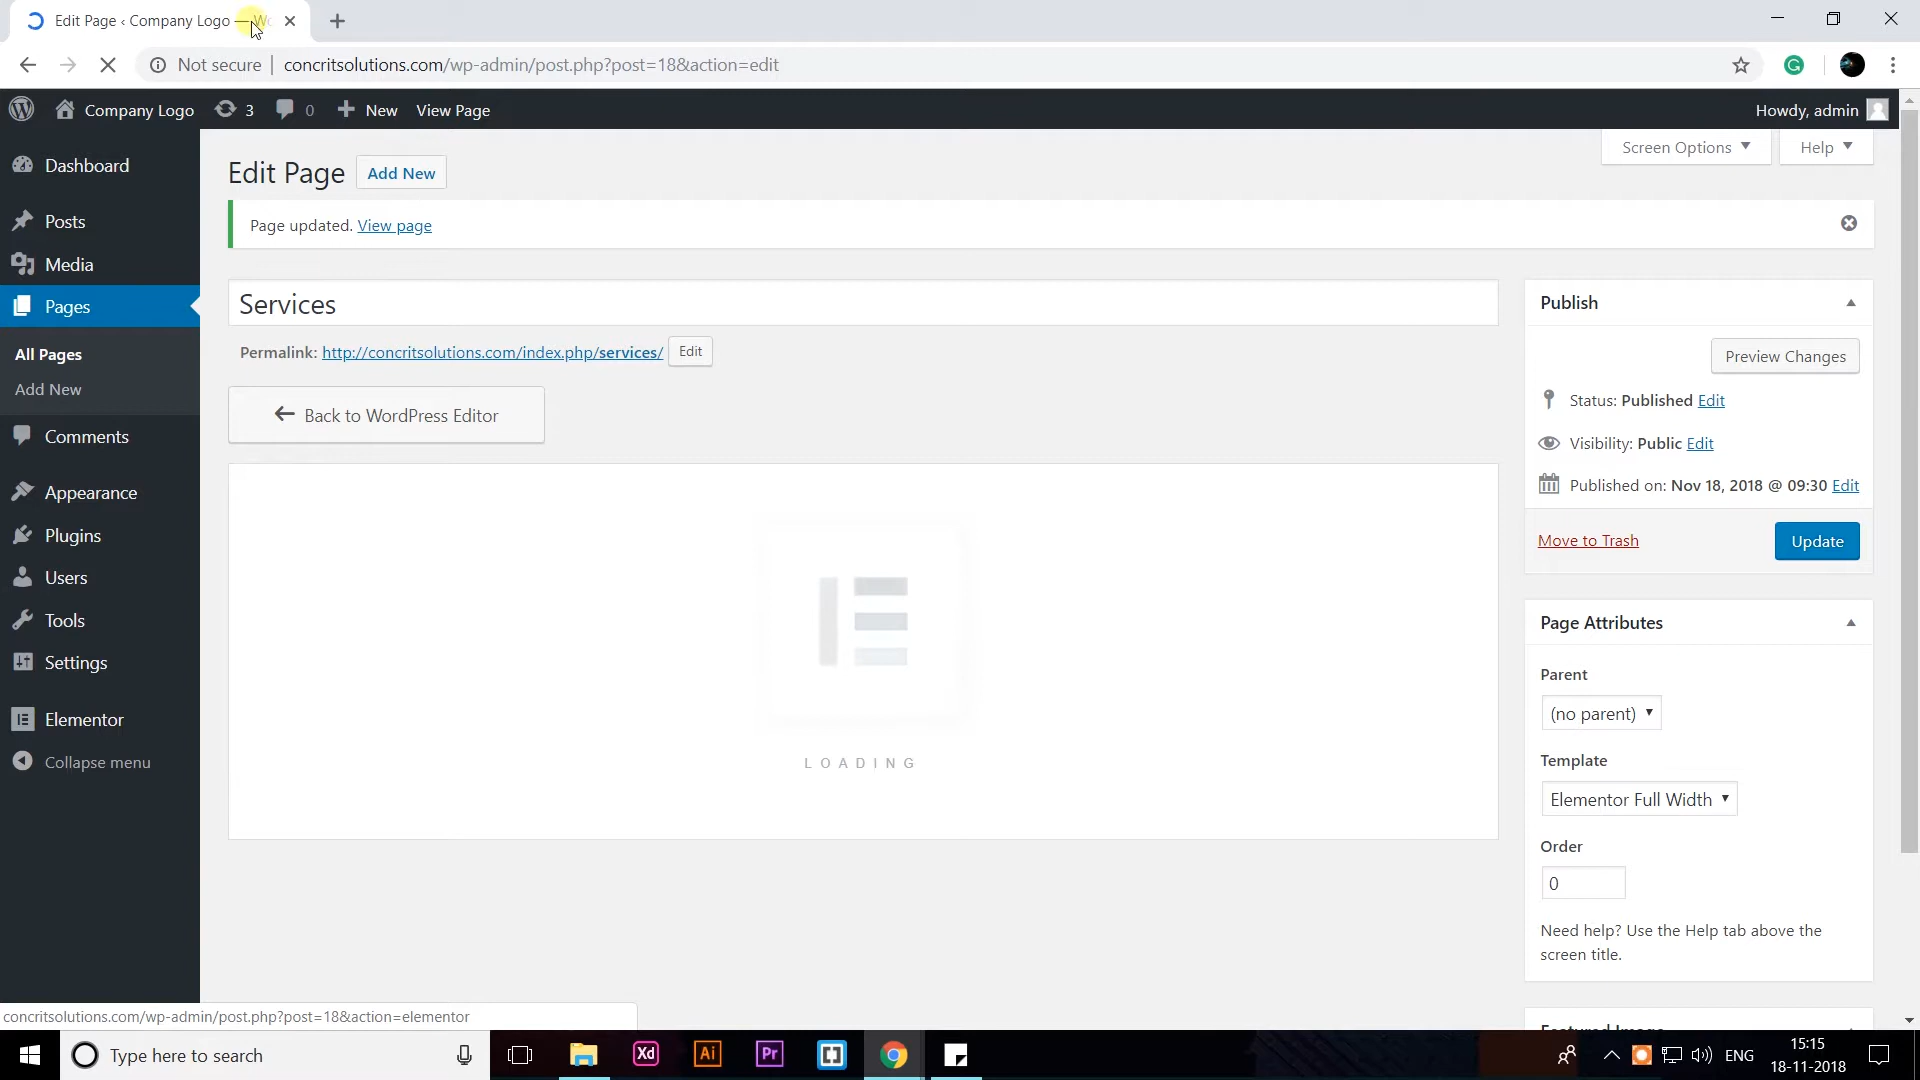 Edit Page ‹ Company Logo — Wo
Not secure | concritsolutions.com/wp-admin/post.php?post=18&action=edit
Company Logo 3 0 New View Page Howdy, admin
Screen Options Help
Dashboard
Posts
Media
Pages
All Pages
Add New
Comments
Appearance
Plugins
Users
Tools
Settings
Elementor
Collapse menu
Edit Page Add New
Page updated. View page
Services
Permalink: http://concritsolutions.com/index.php/services/ Edit
← Back to WordPress Editor
LOADING
Publish
Preview Changes
Status: Published Edit
Visibility: Public Edit
Published on: Nov 18, 2018 @ 09:30 Edit
Move to Trash Update
Page Attributes
Parent
(no parent)
Template
Elementor Full Width
Order
0
Need help? Use the Help tab above the
screen title.
Featured Image
concritsolutions.com/wp-admin/post.php?post=18&action=elementor
Type here to search
Xd Ai Pr
ENG
15:15
18-11-2018